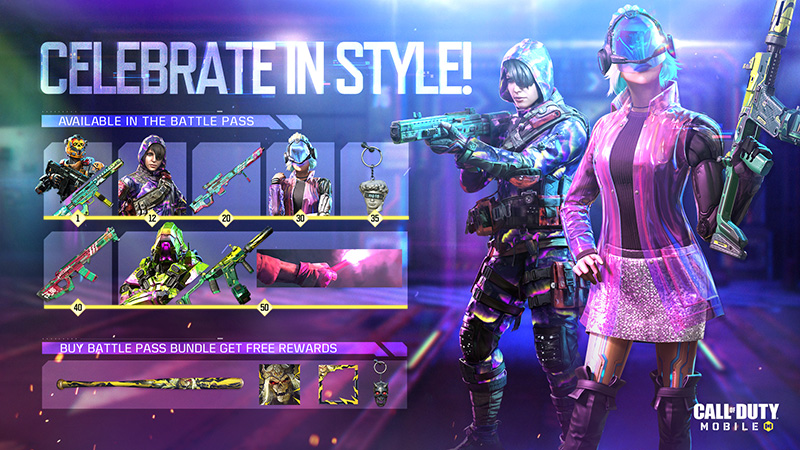 CELEBRATE IN STYLE!
AVAILABLE IN THE BATTLE PASS
1
12
20
30
35
40
50
BUY BATTLE PASS BUNDLE GET FREE REWARDS
CALL OF DUTY
MOBILE